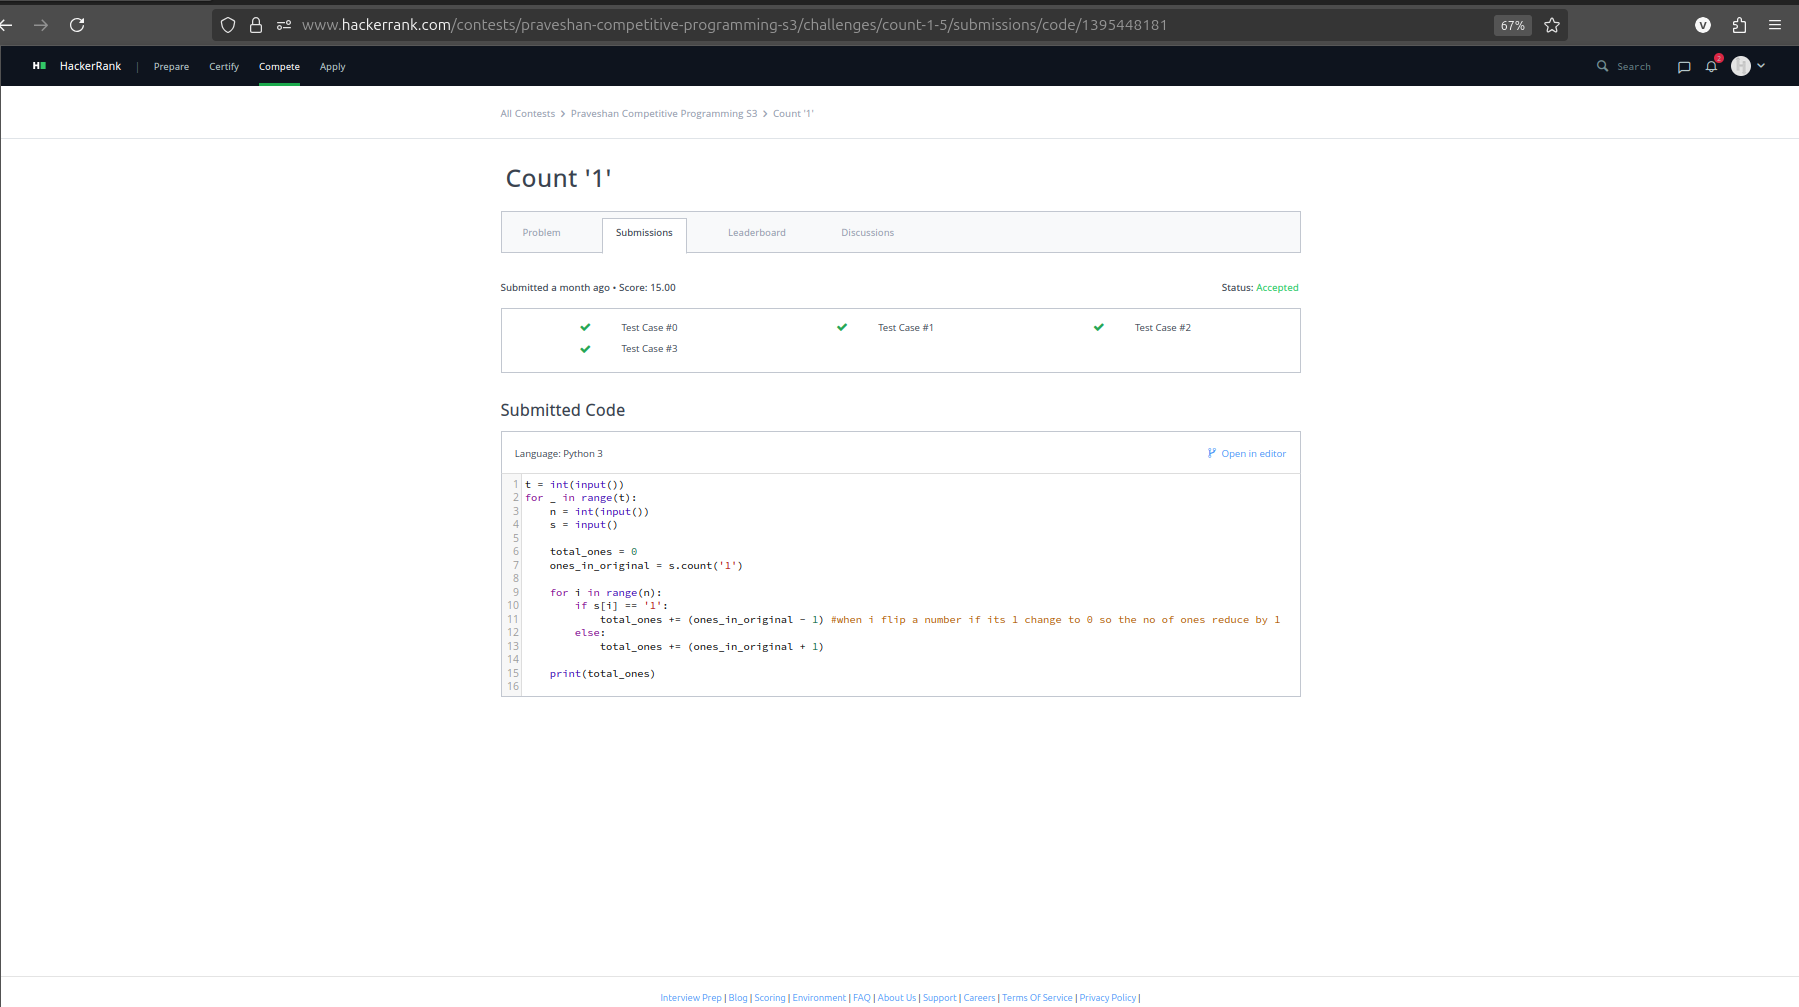 www.hackerrank.com/contests/praveshan-competitive-programming-s3/challenges/count-1-5/submissions/code/1395448181
67%
V
H
HackerRank | Prepare Certify Compete Apply
Search
2
All Contests > Praveshan Competitive Programming S3 > Count '1'
Count '1'
Problem Submissions Leaderboard Discussions
Submitted a month ago • Score: 15.00 Status: Accepted
Test Case #0 Test Case #1 Test Case #2
Test Case #3
Submitted Code
Language: Python 3 Open in editor
1 t = int(input())
2 for _ in range(t):
3     n = int(input())
4     s = input()
5
6     total_ones = 0
7     ones_in_original = s.count('1')
8
9     for i in range(n):
10         if s[i] == '1':
11             total_ones += (ones_in_original - 1) #when i flip a number if its 1 change to 0 so the no of ones reduce by 1
12         else:
13             total_ones += (ones_in_original + 1)
14
15     print(total_ones)
16
Interview Prep | Blog | Scoring | Environment | FAQ | About Us | Support | Careers | Terms Of Service | Privacy Policy |